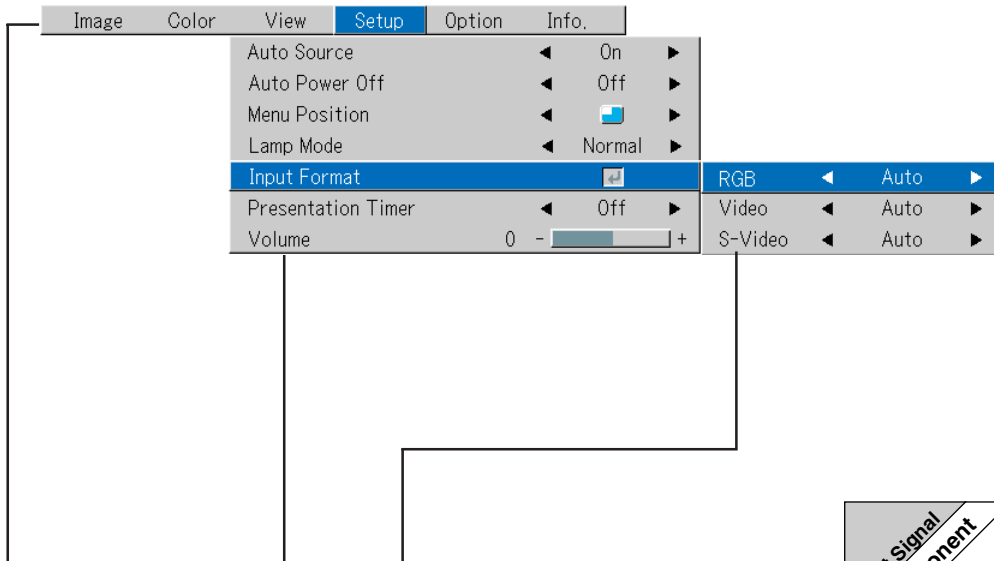 Image Color View Setup Option Info.
Auto Source On
Auto Power Off Off
Menu Position
Lamp Mode Normal
Input Format
RGB Auto
Presentation Timer Off
Video Auto
Volume 0 - +
S-Video Auto
Signal